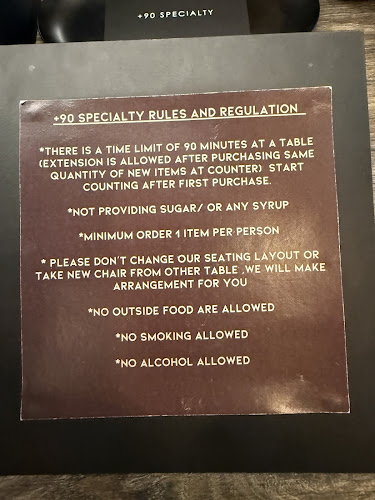 +90 SPECIALTY
+90 SPECIALTY RULES AND REGULATION
*THERE IS A TIME LIMIT OF 90 MINUTES AT A TABLE
(EXTENSION IS ALLOWED AFTER PURCHASING SAME
QUANTITY OF NEW ITEMS AT COUNTER) START
COUNTING AFTER FIRST PURCHASE.
*NOT PROVIDING SUGAR/ OR ANY SYRUP
*MINIMUM ORDER 1 ITEM PER PERSON
* PLEASE DON'T CHANGE OUR SEATING LAYOUT OR
TAKE NEW CHAIR FROM OTHER TABLE ,WE WILL MAKE
ARRANGEMENT FOR YOU
*NO OUTSIDE FOOD ARE ALLOWED
*NO SMOKING ALLOWED
*NO ALCOHOL ALLOWED